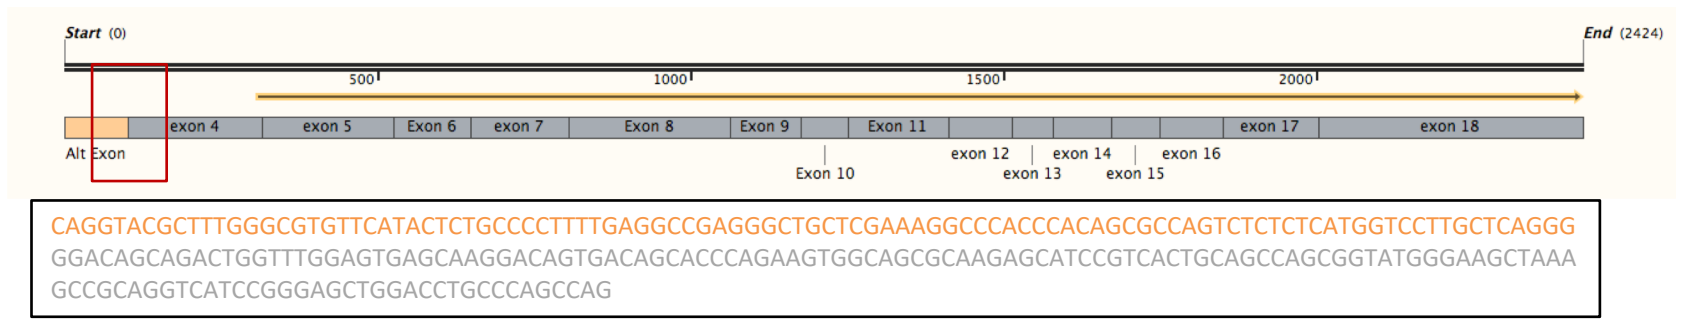 Start (0) End (2424)
500 1000 1500 2000
exon 4 exon 5 Exon 6 exon 7 Exon 8 Exon 9 Exon 11 exon 17 exon 18
Alt Exon exon 12 exon 14 exon 16
Exon 10 exon 13 exon 15
CAGGTACGCTTTGGGCGTGTTCATACTCTGCCCCTTTTGAGGCCGAGGGCTGCTCGAAAGGCCCACCCACAGCGCCAGTCTCTCTCATGGTCCTTGCTCAGGG
GGACAGCAGACTGGTTTGGAGTGAGCAAGGACAGTGACAGCACCCAGAAGTGGCAGCGCAAGAGCATCCGTCACTGCAGCCAGCGGTATGGGAAGCTAAA
GCCGCAGGTCATCCGGGAGCTGGACCTGCCCAGCCAG